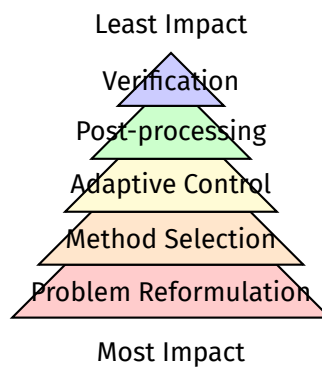 Least Impact
Verification
Post-processing
Adaptive Control
Method Selection
Problem Reformulation
Most Impact